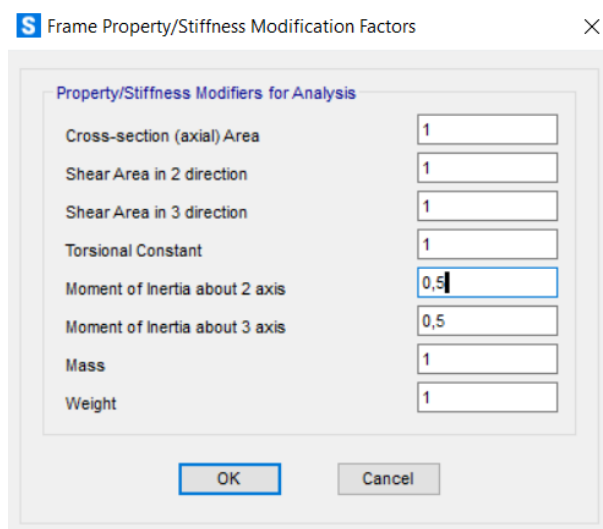 S Frame Property/Stiffness Modification Factors
Property/Stiffness Modifiers for Analysis
Cross-section (axial) Area 1
Shear Area in 2 direction 1
Shear Area in 3 direction 1
Torsional Constant 1
Moment of Inertia about 2 axis 0,5
Moment of Inertia about 3 axis 0,5
Mass 1
Weight 1
OK Cancel